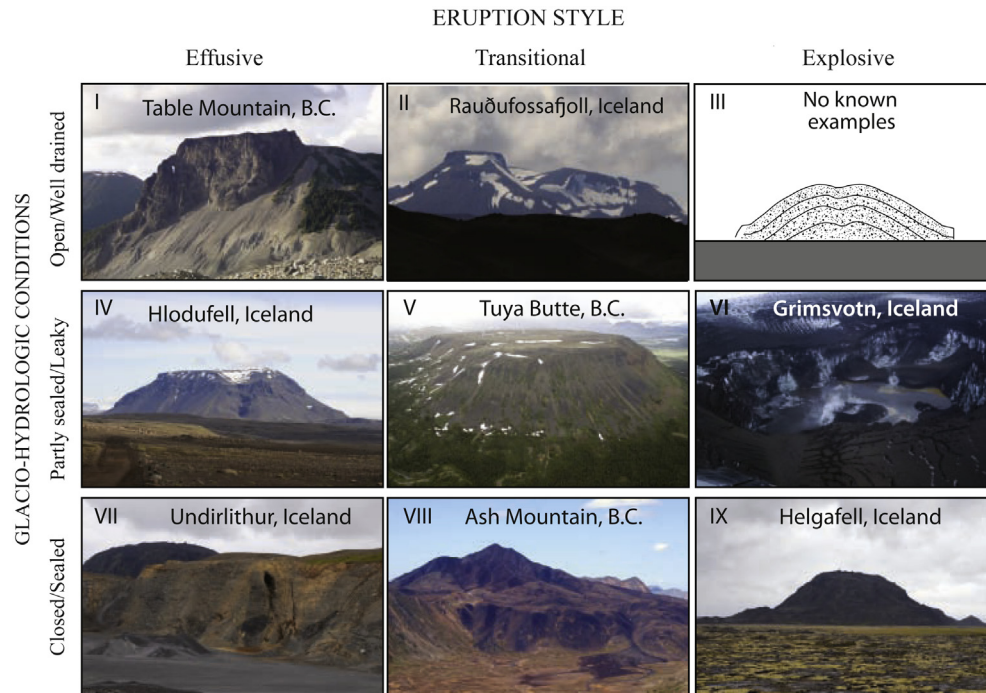 ERUPTION STYLE
Effusive
Transitional
Explosive
GLACIO-HYDROLOGIC CONDITIONS
Open/Well drained
I
Table Mountain, B.C.
II
Rauðufossafjoll, Iceland
III
No known
examples
Partly sealed/Leaky
IV
Hlodufell, Iceland
V
Tuya Butte, B.C.
VI
Grimsvotn, Iceland
Closed/Sealed
VII
Undirlithur, Iceland
VIII
Ash Mountain, B.C.
IX
Helgafell, Iceland